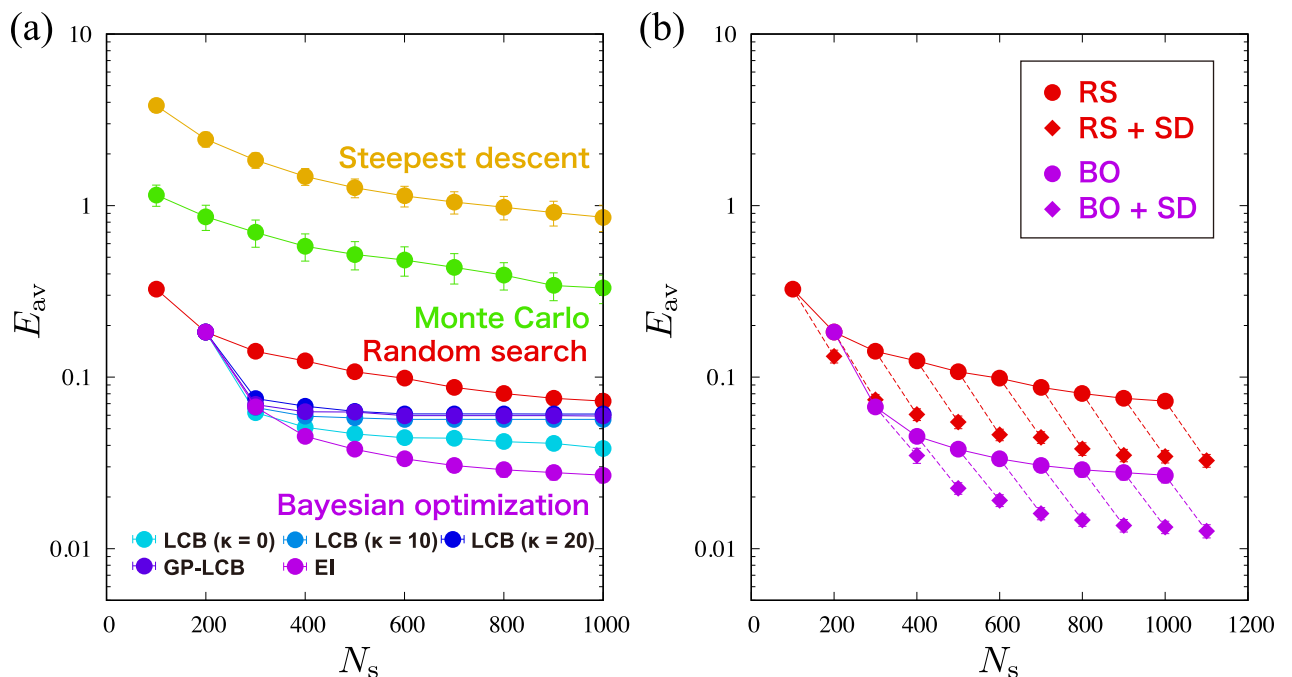 (a)
10
1
0.1
0.01
E_av
Steepest descent
Monte Carlo
Random search
Bayesian optimization
LCB (κ = 0) LCB (κ = 10) LCB (κ = 20)
GP-LCB EI
0 200 400 600 800 1000
N_s
(b)
10
1
0.1
0.01
E_av
RS
RS + SD
BO
BO + SD
0 200 400 600 800 1000 1200
N_s